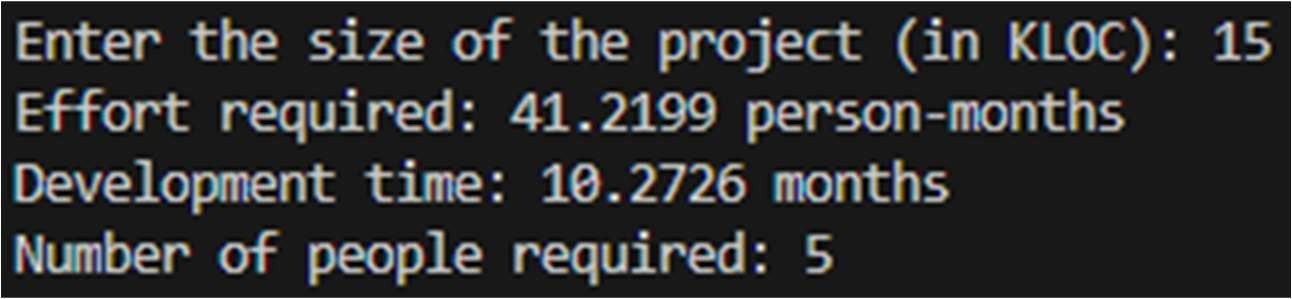 Enter the size of the project (in KLOC): 15
Effort required: 41.2199 person-months
Development time: 10.2726 months
Number of people required: 5